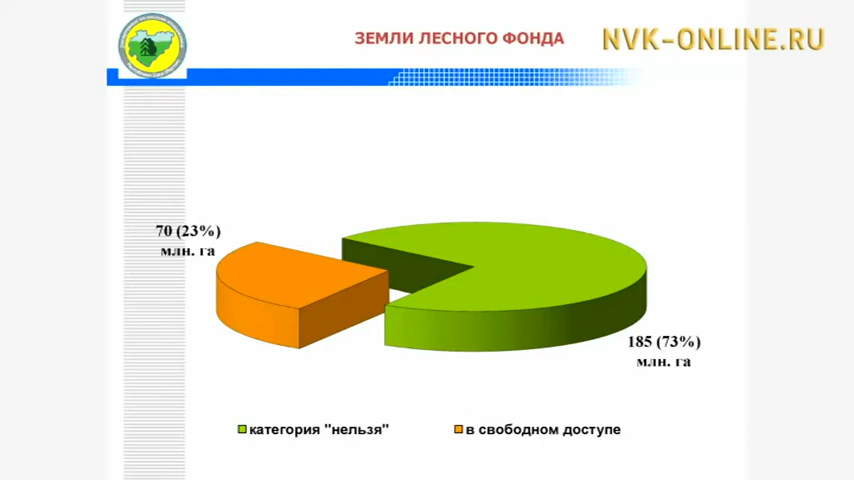 ЗЕМЛИ ЛЕСНОГО ФОНДА
NVK-ONLINE.RU
70 (23%)
млн. га
185 (73%)
млн. га
категория "нельзя"
в свободном доступе